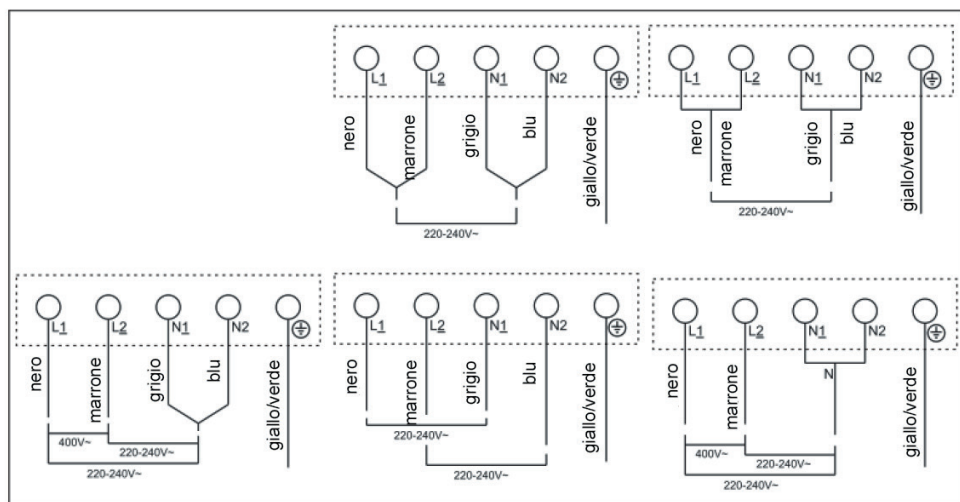 L1 L2 N1 N2
nero marrone grigio blu giallo/verde
220-240V~
L1 L2 N1 N2
nero marrone grigio blu giallo/verde
220-240V~
L1 L2 N1 N2
nero marrone grigio blu giallo/verde
400V~
220-240V~
220-240V~
L1 L2 N1 N2
nero marrone grigio blu giallo/verde
220-240V~
220-240V~
L1 L2 N1 N2
N
nero marrone giallo/verde
400V~
220-240V~
220-240V~